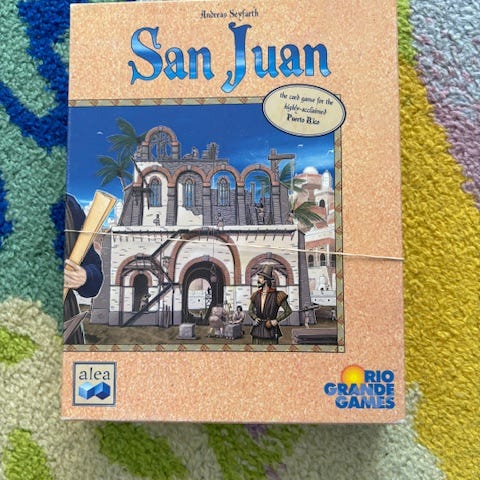 Andreas Seyfarth
San Juan
the card game for the
highly-acclaimed
Puerto Rico
alea
RIO
GRANDE
GAMES